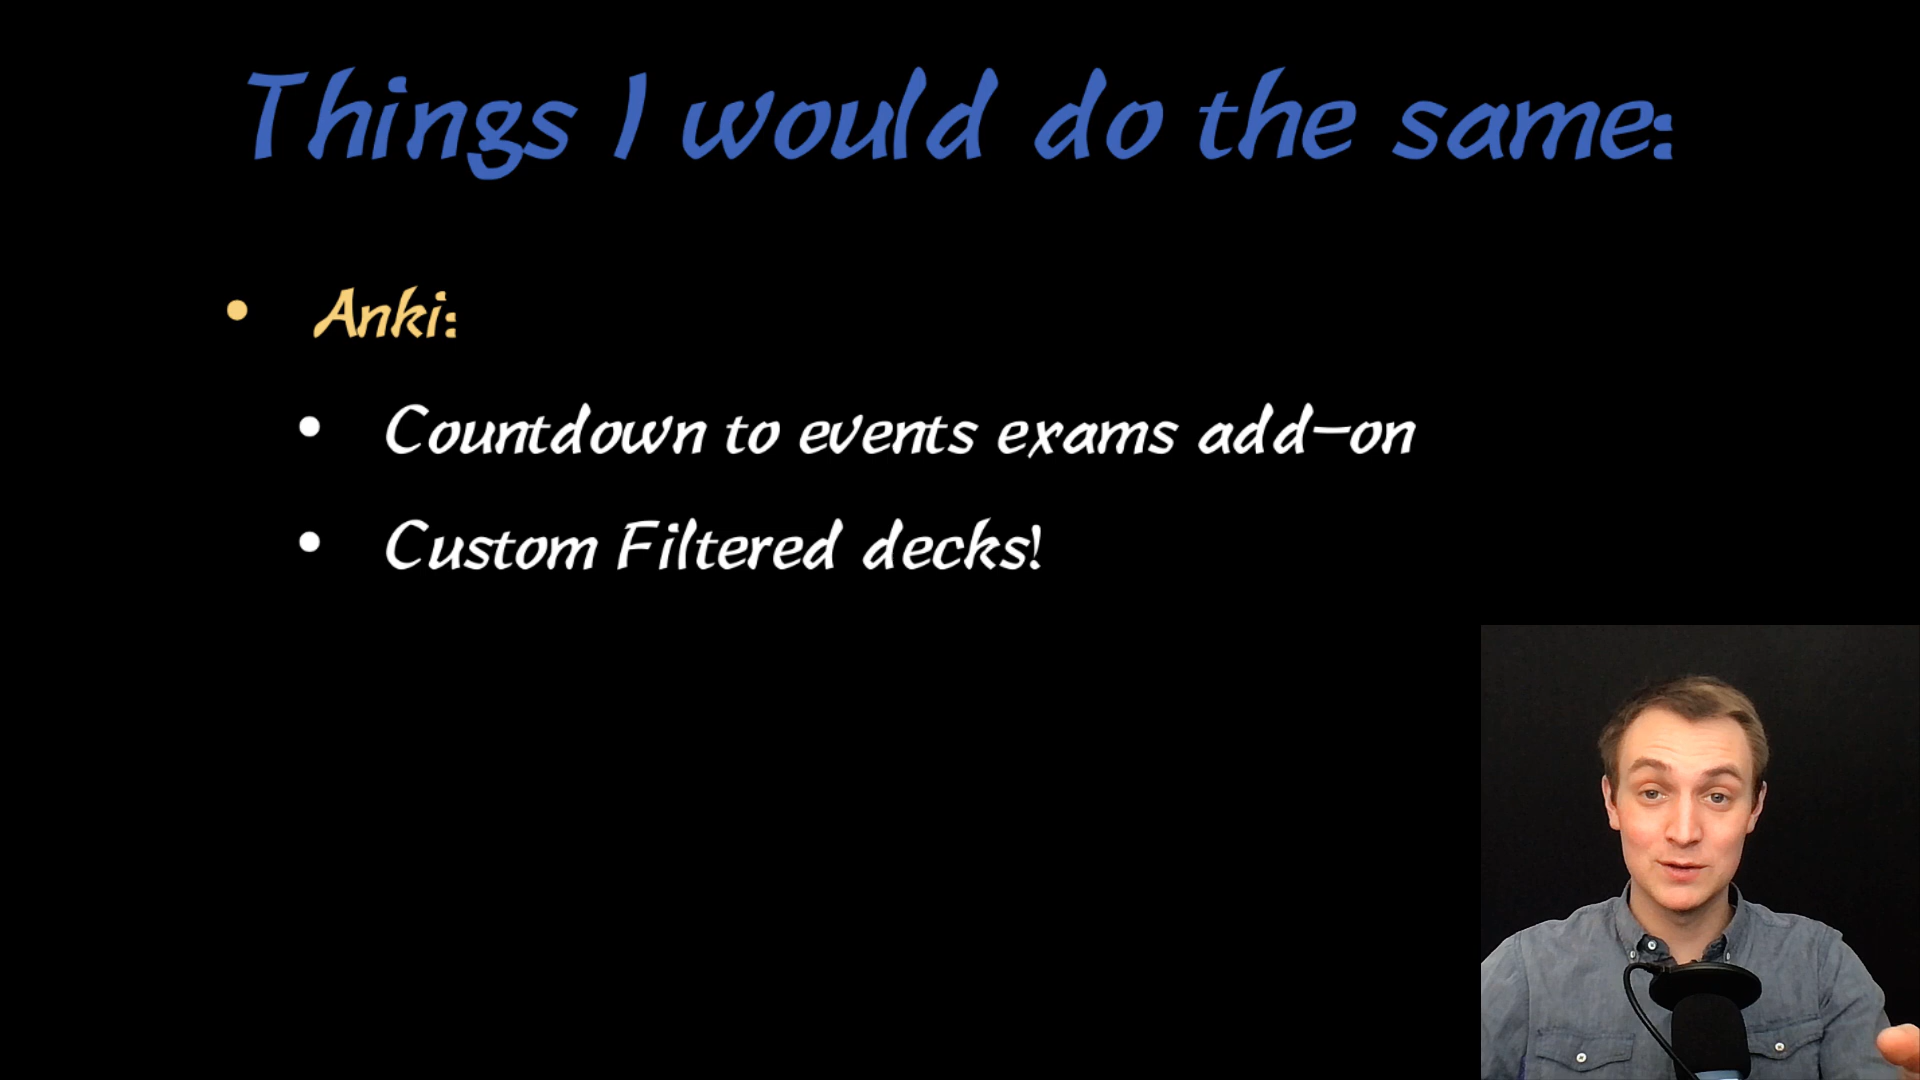 Things I would do the same:
• Anki:
• Countdown to events exams add-on
• Custom Filtered decks!